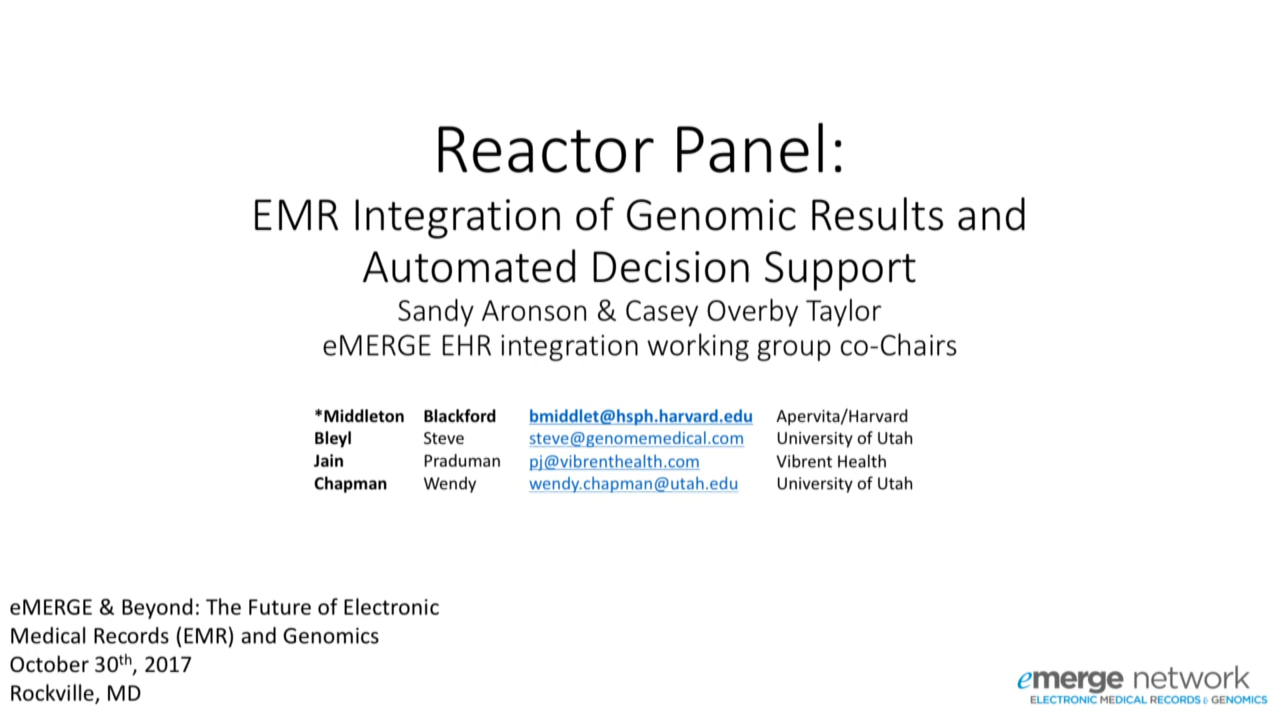 Reactor Panel:
EMR Integration of Genomic Results and
Automated Decision Support
Sandy Aronson & Casey Overby Taylor
eMERGE EHR integration working group co-Chairs
*Middleton Blackford bmiddlet@hsph.harvard.edu Apervita/Harvard
Bleyl Steve steve@genomemedical.com University of Utah
Jain Praduman pj@vibrenthealth.com Vibrent Health
Chapman Wendy wendy.chapman@utah.edu University of Utah
eMERGE & Beyond: The Future of Electronic
Medical Records (EMR) and Genomics
October 30th, 2017
Rockville, MD
emerge network
ELECTRONIC MEDICAL RECORDS & GENOMICS